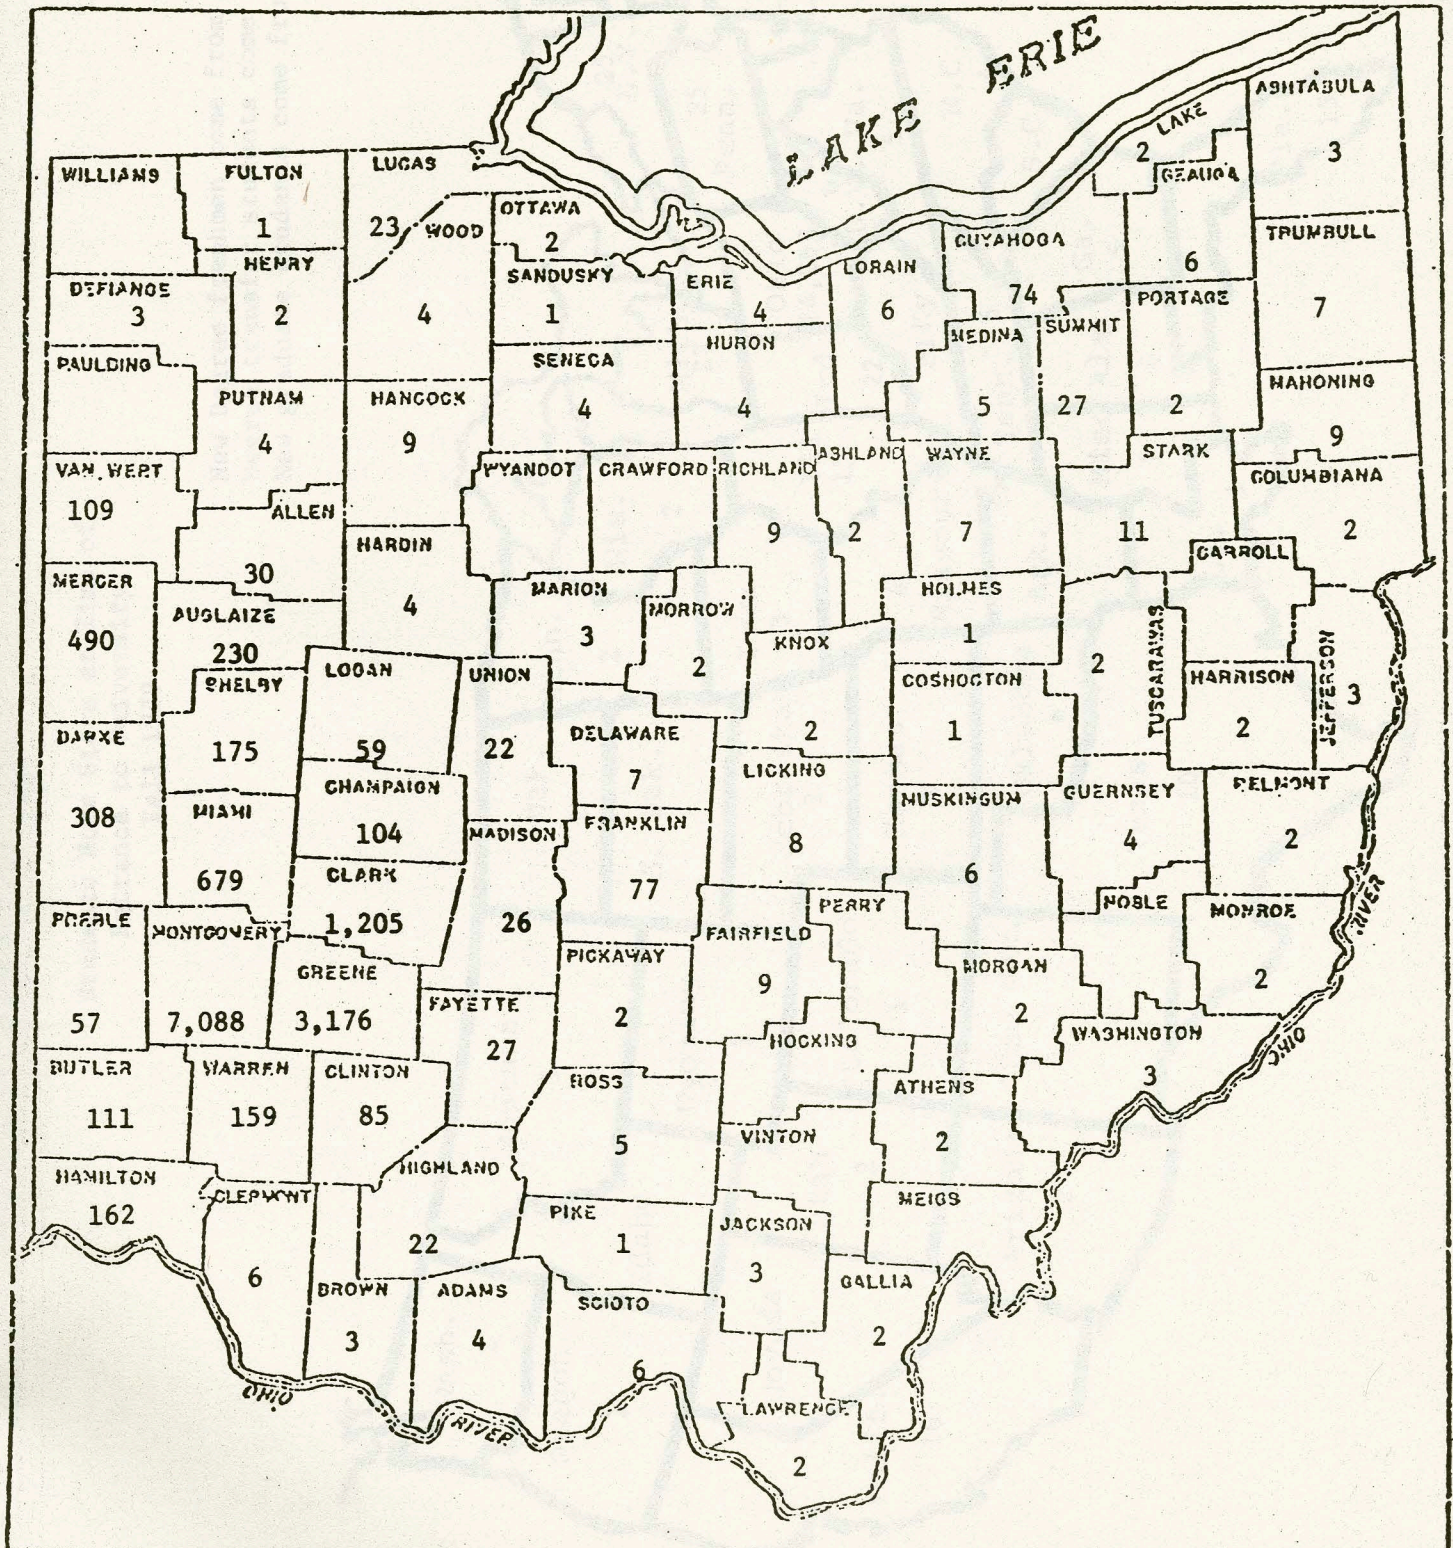 LAKE ERIE
ASHTABULA
3
LAKE
2
GEAUGA
6
WILLIAMS
FULTON
1
LUCAS
23
WOOD
4
OTTAWA
2
HENRY
2
DEFIANCE
3
SANDUSKY
1
ERIE
4
LORAIN
6
CUYAHOGA
74
TRUMBULL
7
PORTAGE
2
SUMMIT
27
MEDINA
5
HURON
4
SENECA
4
PAULDING
PUTNAM
4
HANCOCK
9
MAHONING
9
VAN WERT
109
ALLEN
30
WYANDOT
CRAWFORD
RICHLAND
9
ASHLAND
2
WAYNE
7
STARK
11
COLUMBIANA
2
CARROLL
HARDIN
4
MERCER
490
AUGLAIZE
230
MARION
3
MORROW
2
HOLMES
1
TUSCARAWAS
2
JEFFERSON
3
HARRISON
2
KNOX
2
COSHOCTON
1
SHELBY
175
LOGAN
59
UNION
22
DELAWARE
7
DARKE
308
MIAMI
679
CHAMPAIGN
104
MADISON
26
FRANKLIN
77
LICKING
8
MUSKINGUM
6
GUERNSEY
4
BELMONT
2
CLARK
1,205
PREBLE
57
MONTGOMERY
7,088
GREENE
3,176
FAYETTE
27
PICKAWAY
2
FAIRFIELD
9
PERRY
MORGAN
2
NOBLE
MONROE
2
WASHINGTON
3
OHIO RIVER
BUTLER
111
WARREN
159
CLINTON
85
ROSS
5
HOCKING
ATHENS
2
VINTON
MEIGS
HAMILTON
162
CLERMONT
6
HIGHLAND
22
BROWN
3
ADAMS
4
PIKE
1
JACKSON
3
GALLIA
2
SCIOTO
6
LAWRENCE
2
OHIO RIVER